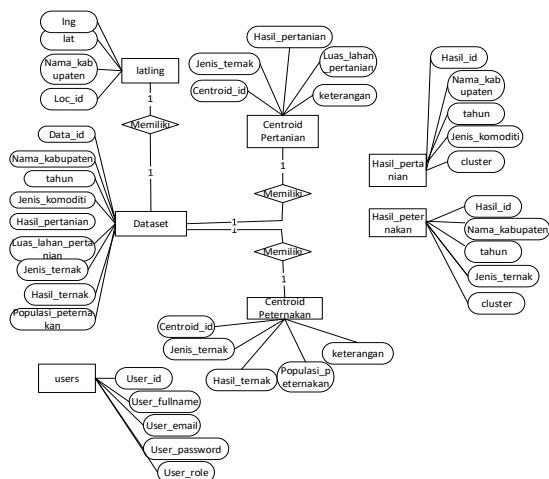 lng
lat
Nama_kab
upaten
Loc_id
latling
1
Memiliki
1
Hasil_pertanian
Jenis_ternak
Luas_lahan
_pertanian
Centroid_id
keterangan
Centroid
Pertanian
1
Memiliki
1
Hasil_id
Nama_kab
upaten
tahun
Jenis_komoditi
cluster
Hasil_perta
nian
Data_id
Nama_kabupaten
tahun
Jenis_komoditi
Hasil_pertanian
Luas_lahan_perta
nian
Jenis_ternak
Hasil_ternak
Populasi_peterna
kan
Dataset
1
Memiliki
1
Hasil_peter
nakan
Hasil_id
Nama_kabupaten
tahun
Jenis_ternak
cluster
Centroid
Peternakan
Centroid_id
Jenis_ternak
Hasil_ternak
Populasi_p
eternakan
keterangan
users
User_id
User_fullname
User_email
User_password
User_role